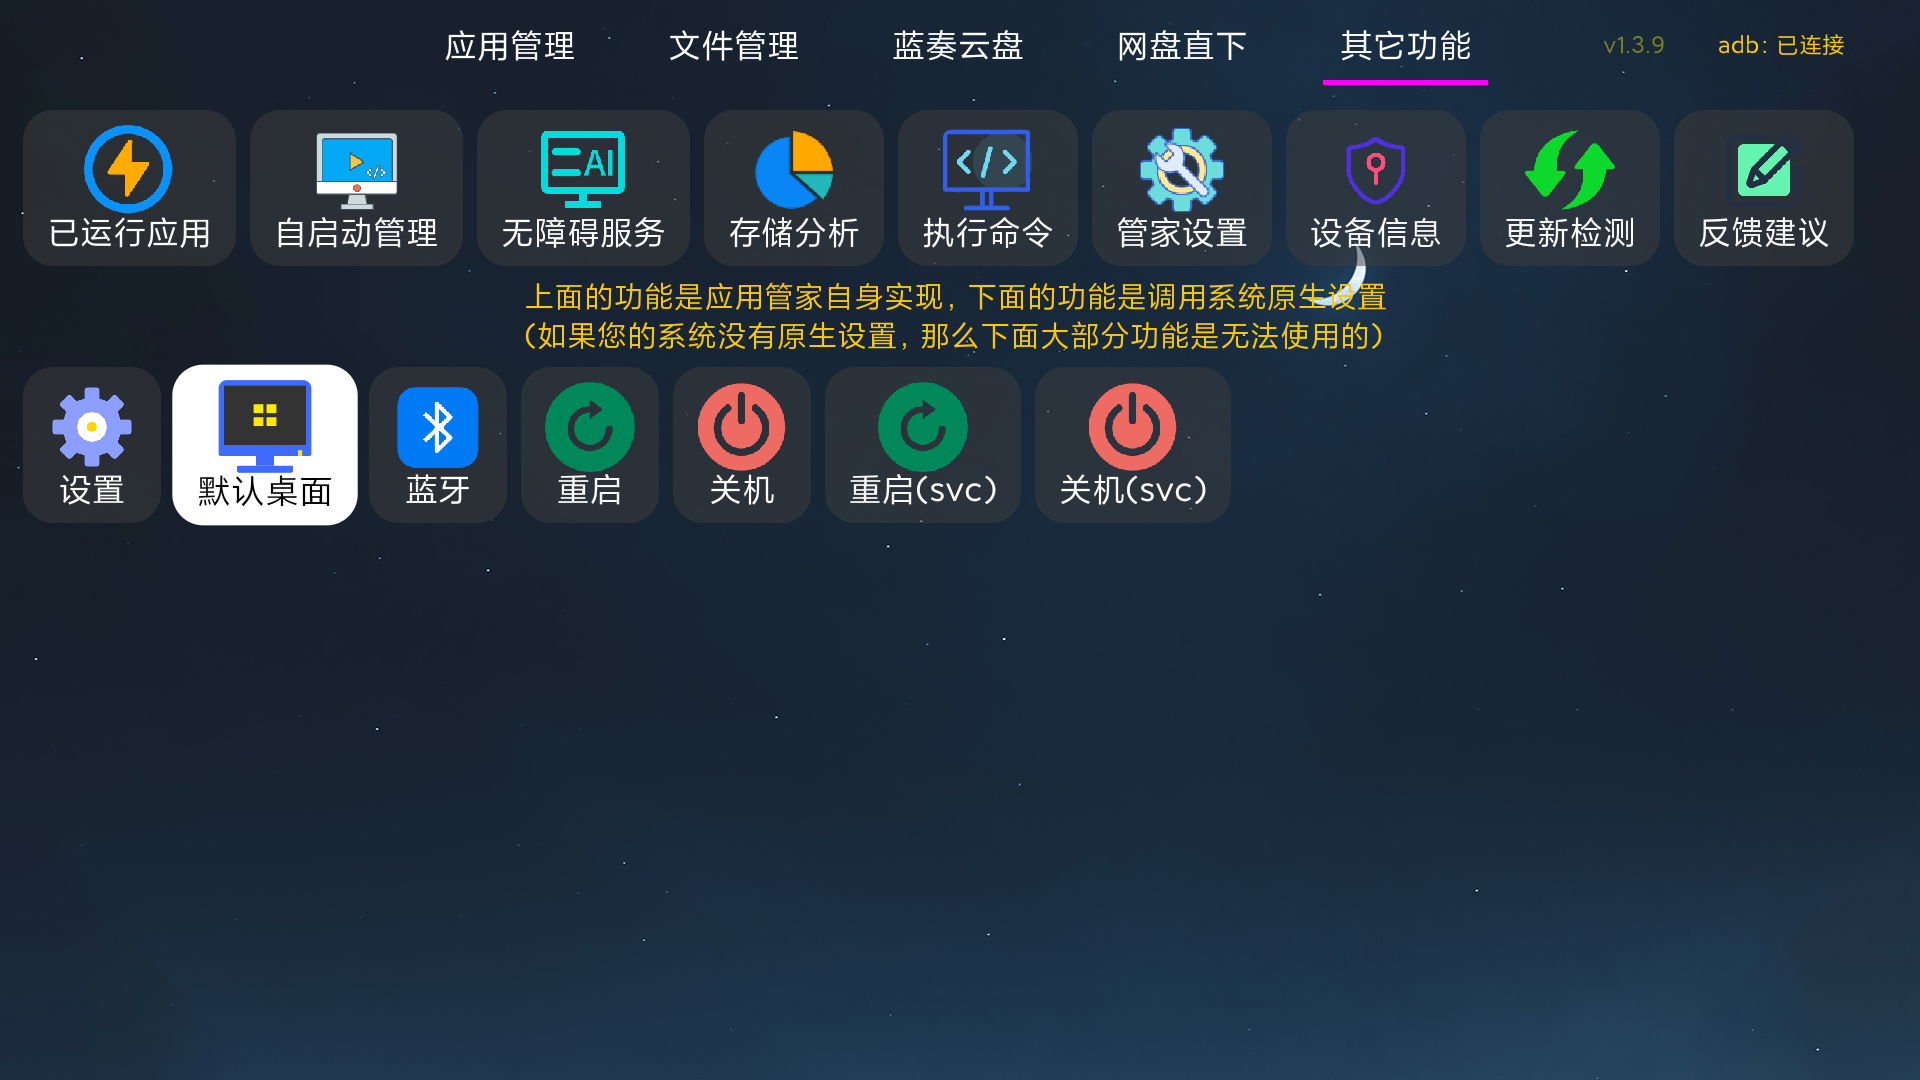 应用管理 文件管理 蓝奏云盘 网盘直下 其它功能 v1.3.9 adb: 已连接
AI
已运行应用 自启动管理 无障碍服务 存储分析 执行命令 管家设置 设备信息 更新检测 反馈建议
上面的功能是应用管家自身实现, 下面的功能是调用系统原生设置
(如果您的系统没有原生设置, 那么下面大部分功能是无法使用的)
设置 默认桌面 蓝牙 重启 关机 重启(svc) 关机(svc)